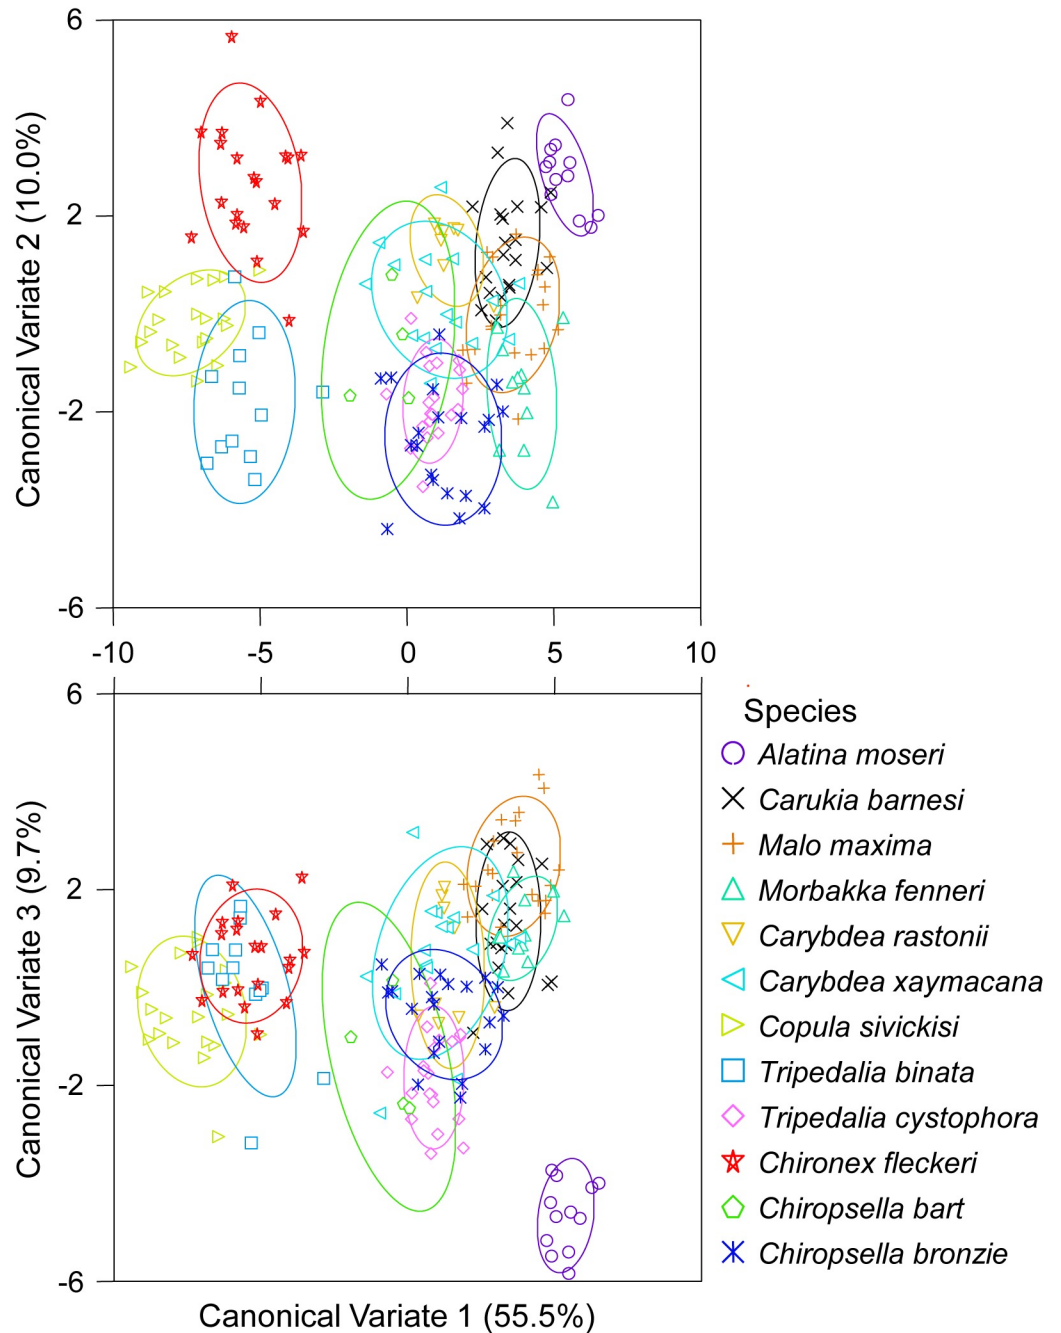 6
2
-2
-6
Canonical Variate 2 (10.0%)
-10 -5 0 5 10
6
2
-2
-6
Canonical Variate 3 (9.7%)
Canonical Variate 1 (55.5%)
Species
Alatina moseri
Carukia barnesi
Malo maxima
Morbakka fenneri
Carybdea rastonii
Carybdea xaymacana
Copula sivickisi
Tripedalia binata
Tripedalia cystophora
Chironex fleckeri
Chiropsella bart
Chiropsella bronzie